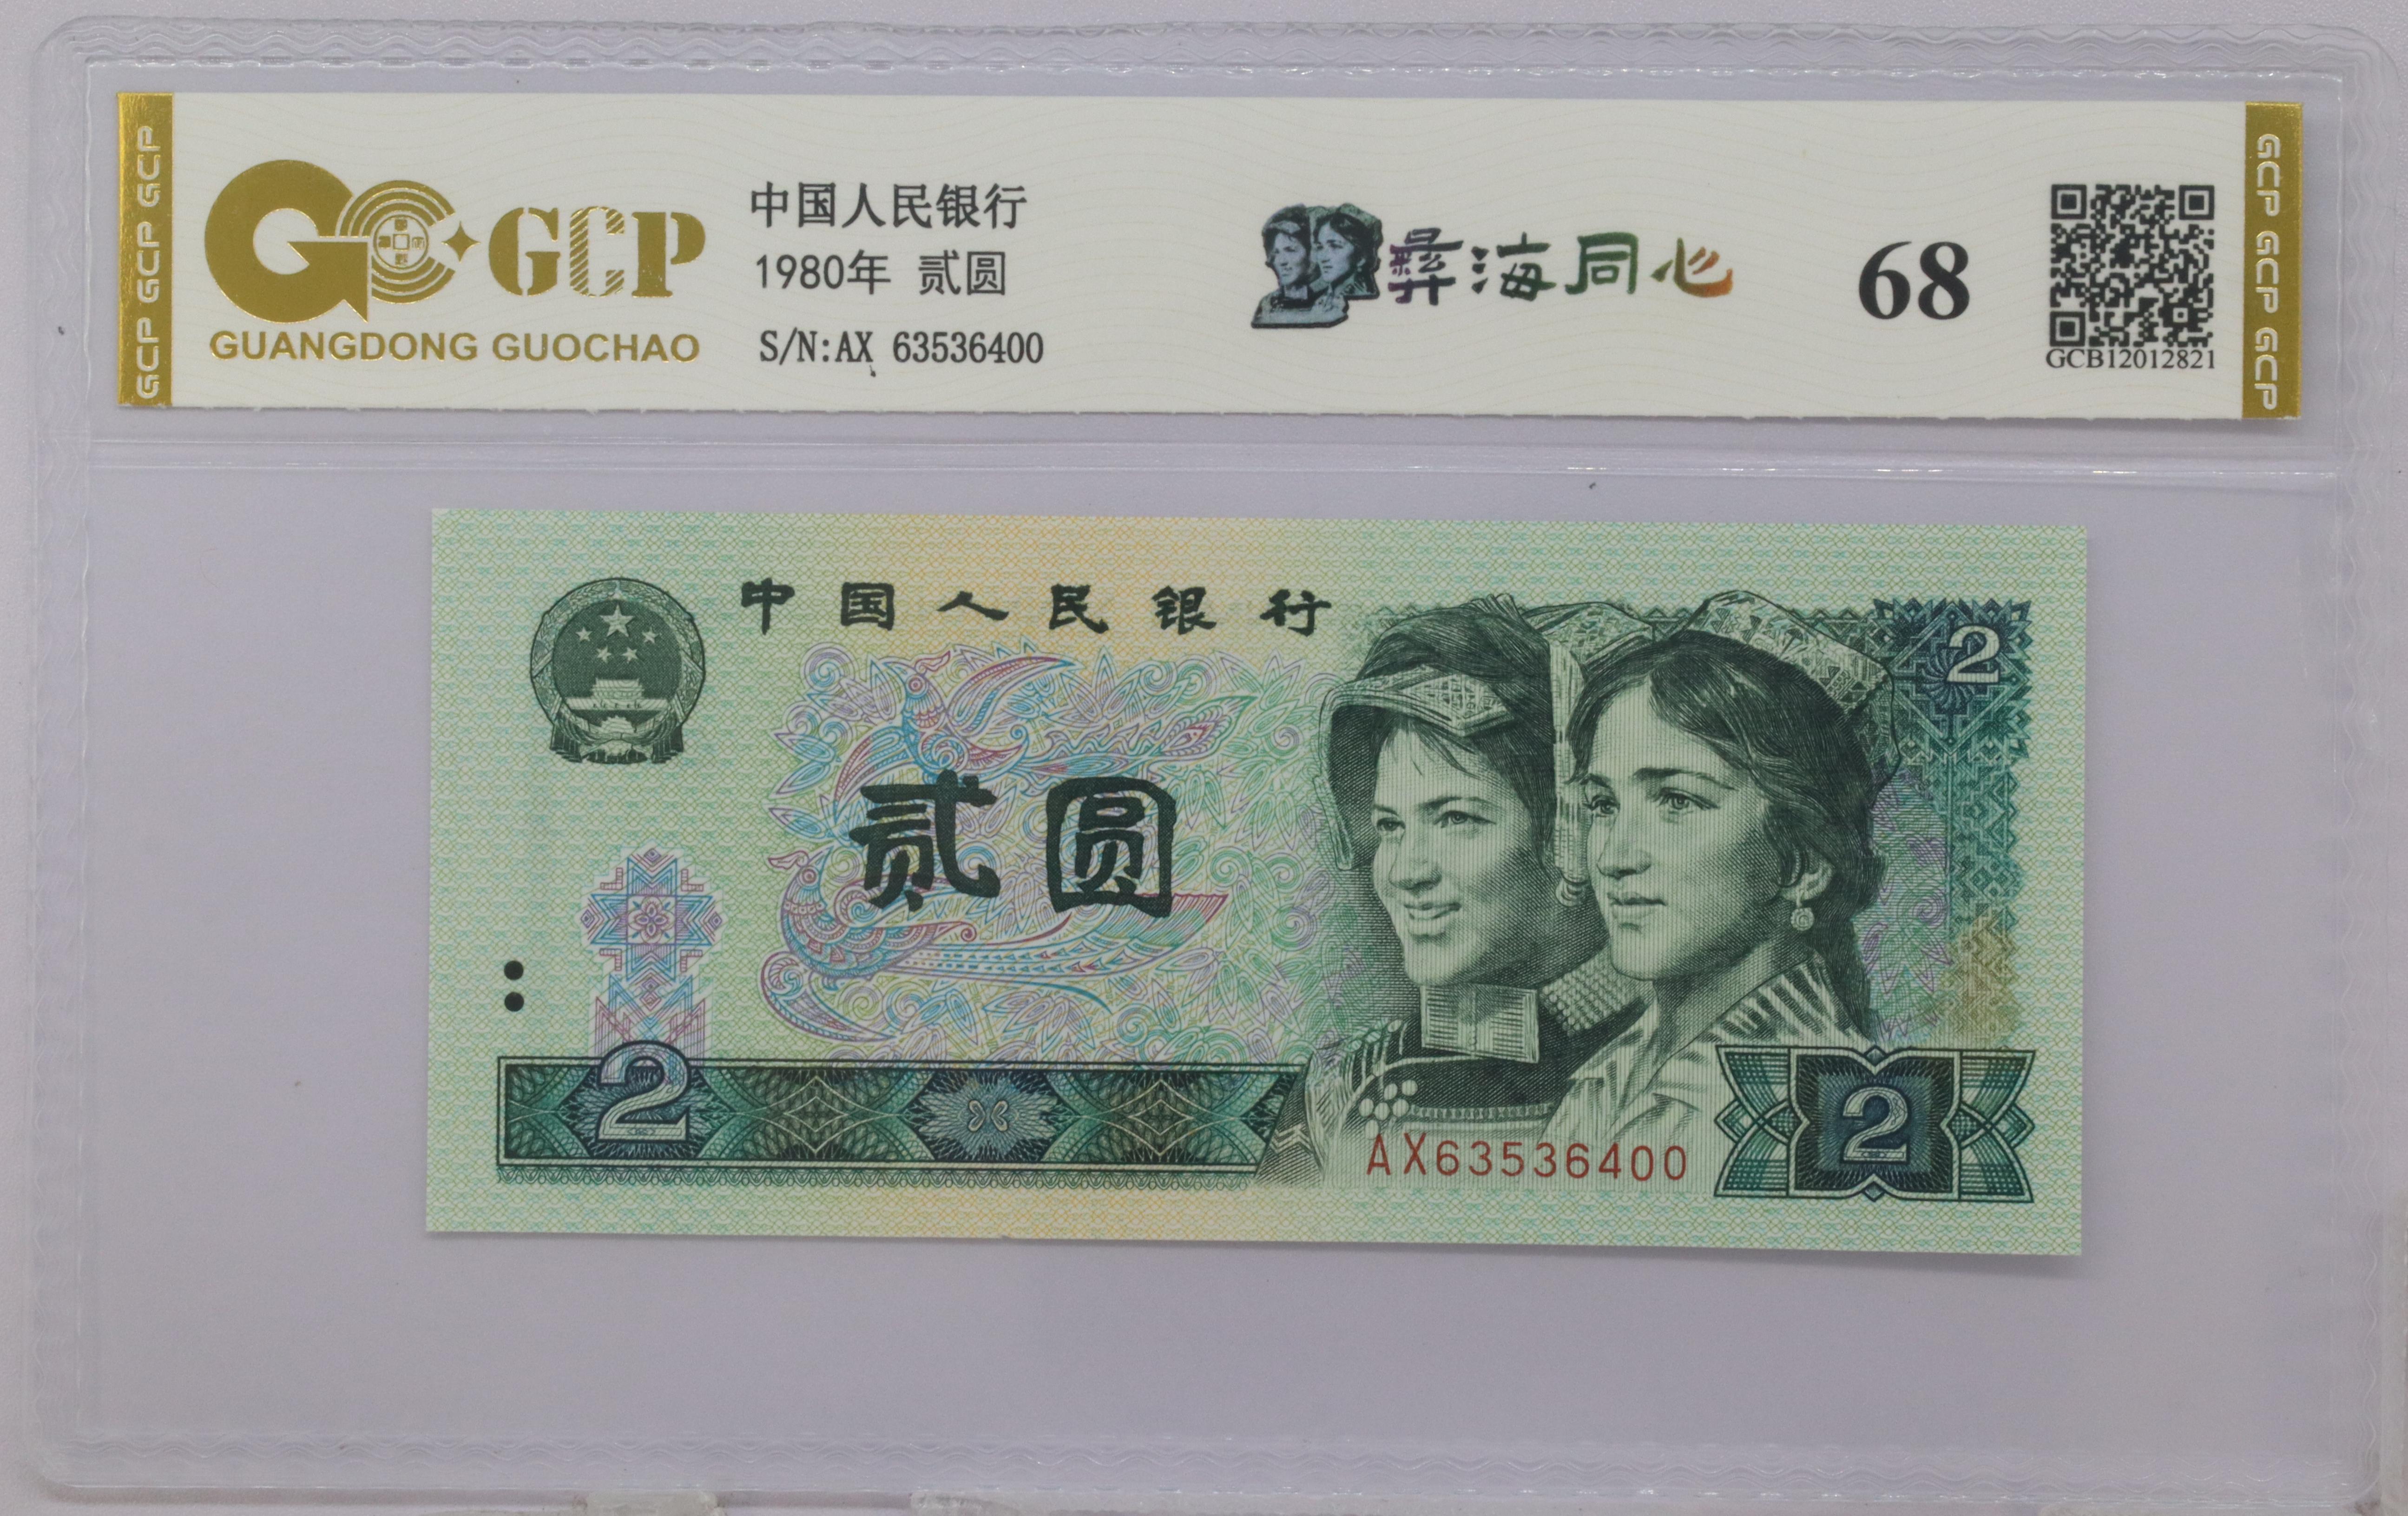 GCP GCP GCP
GCP
GUANGDONG GUOCHAO
中国人民银行
1980年 贰圆
S/N:AX 63536400
彝海同心
68
GCB12012821
GCP GCP GCP
中国人民银行
2
贰圆
2
AX63536400
2